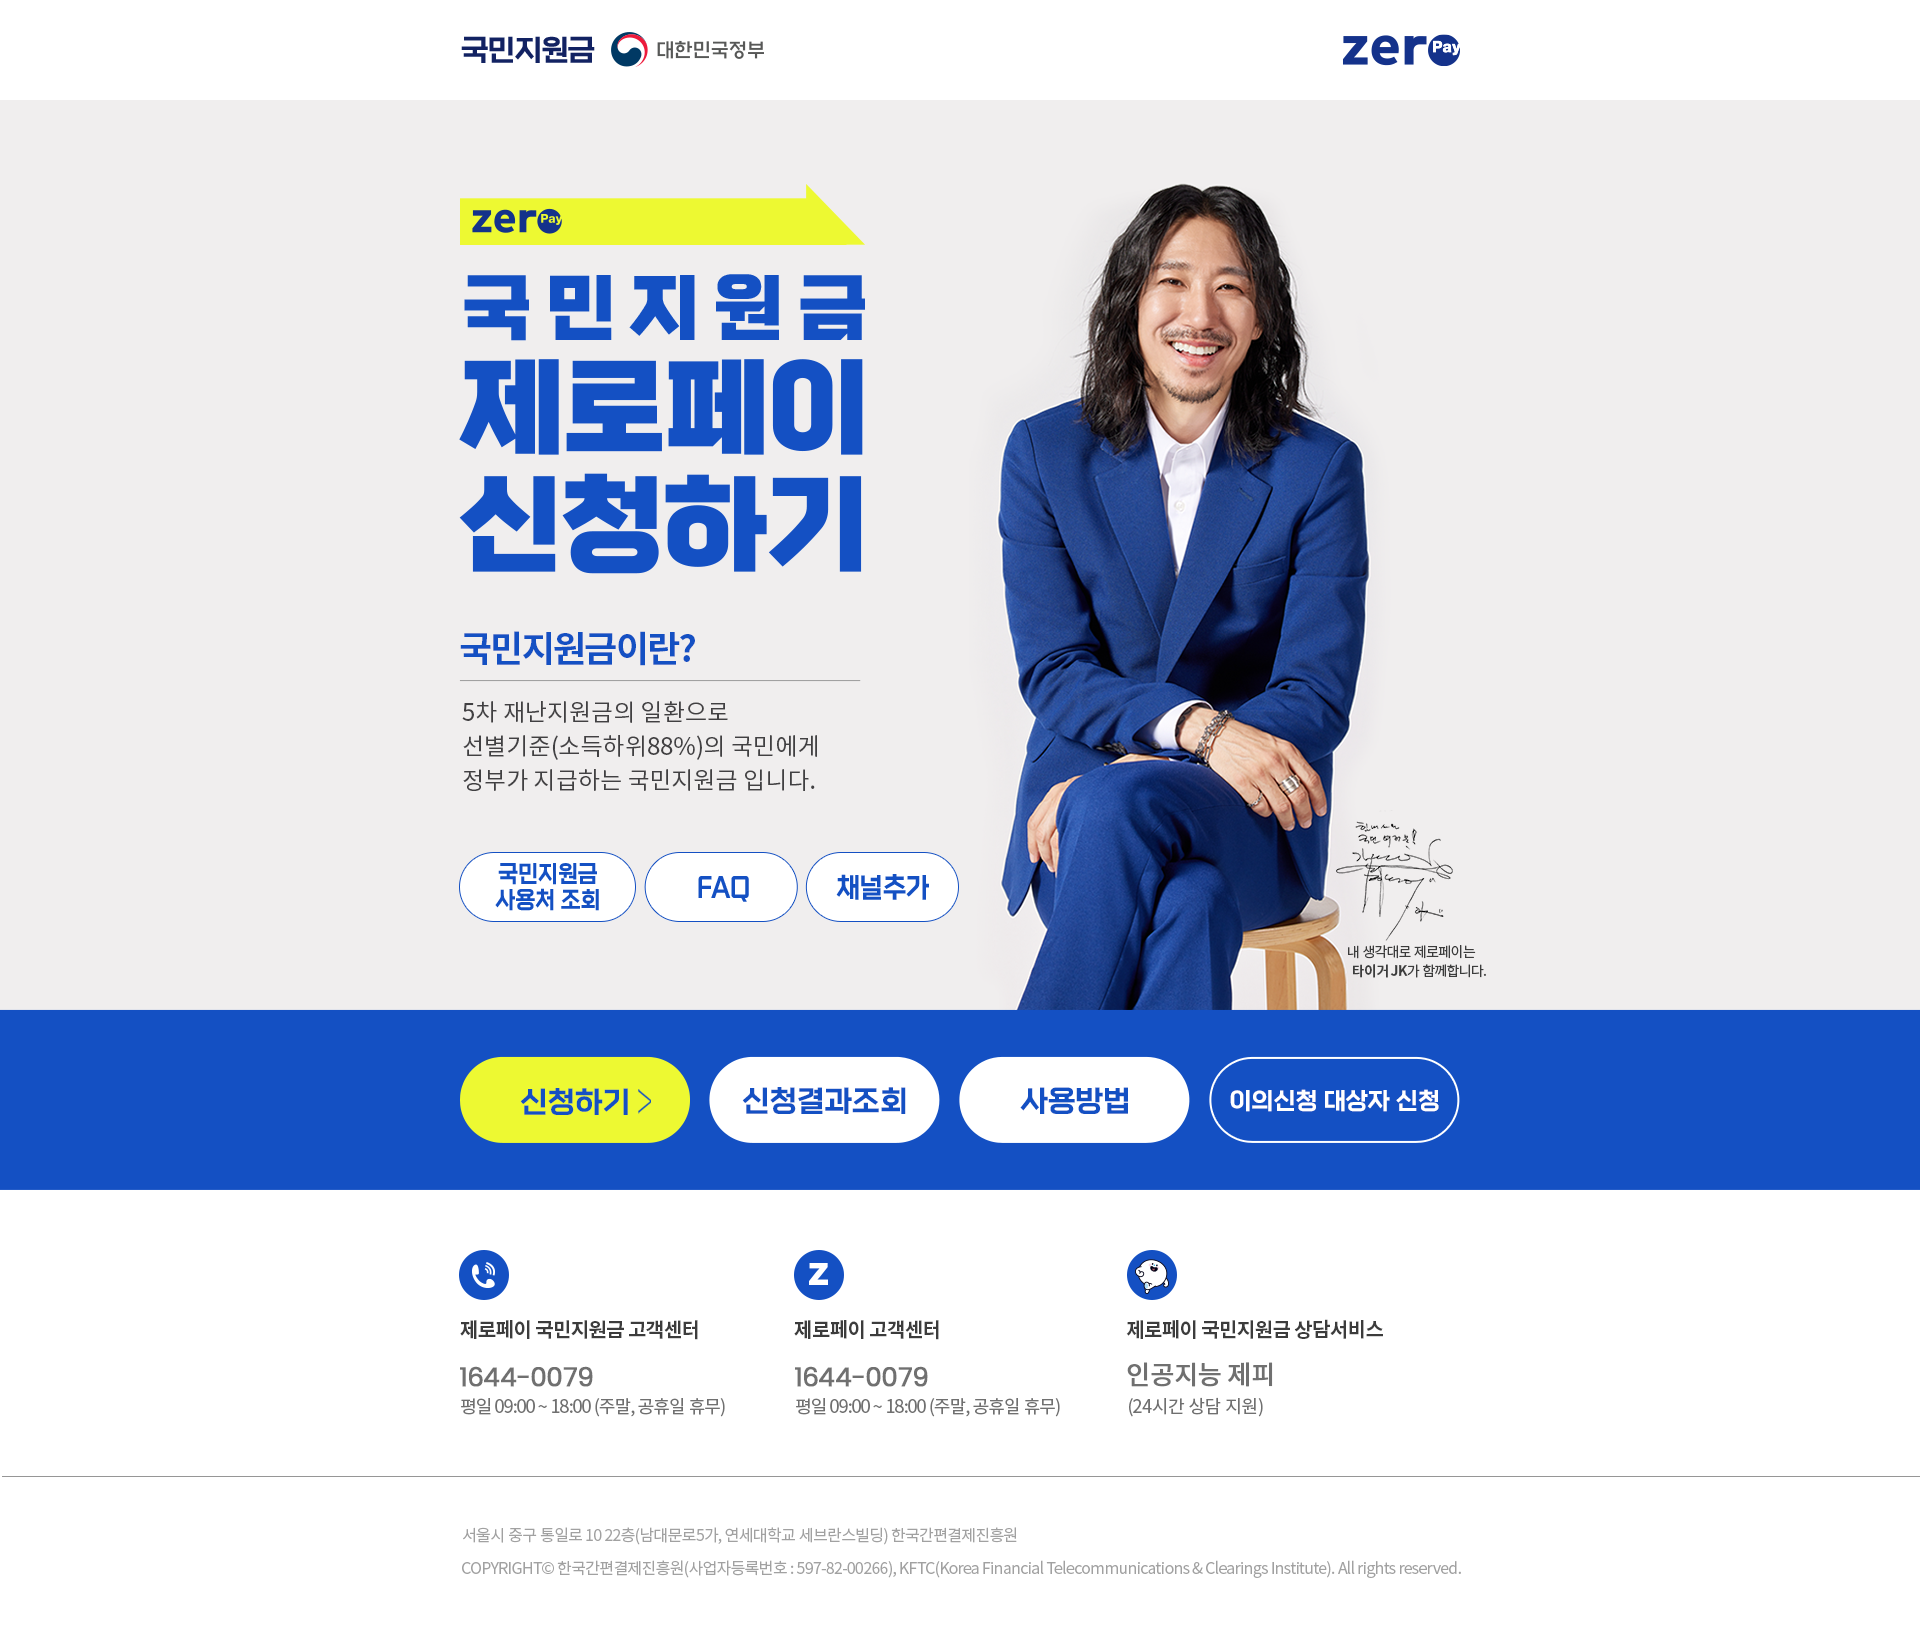 국민지원금 대한민국정부
zero Pay
zero Pay
국민지원금
제로페이
신청하기
국민지원금이란?
5차 재난지원금의 일환으로
선별기준(소득하위88%)의 국민에게
정부가 지급하는 국민지원금 입니다.
국민지원금
사용처 조회
FAQ
채널추가
내 생각대로 제로페이는
타이거 JK가 함께합니다.
신청하기 >
신청결과조회
사용방법
이의신청 대상자 신청
z
제로페이 국민지원금 고객센터
1644-0079
평일 09:00 ~ 18:00 (주말, 공휴일 휴무)
제로페이 고객센터
1644-0079
평일 09:00 ~ 18:00 (주말, 공휴일 휴무)
제로페이 국민지원금 상담서비스
인공지능 제피
(24시간 상담 지원)
서울시 중구 통일로 10 22층(남대문로5가, 연세대학교 세브란스빌딩) 한국간편결제진흥원
COPYRIGHT© 한국간편결제진흥원(사업자등록번호 : 597-82-00266), KFTC(Korea Financial Telecommunications & Clearings Institute). All rights reserved.